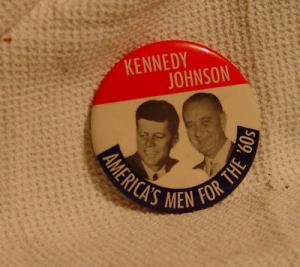 KENNEDY
JOHNSON
AMERICA'S MEN FOR THE '60s